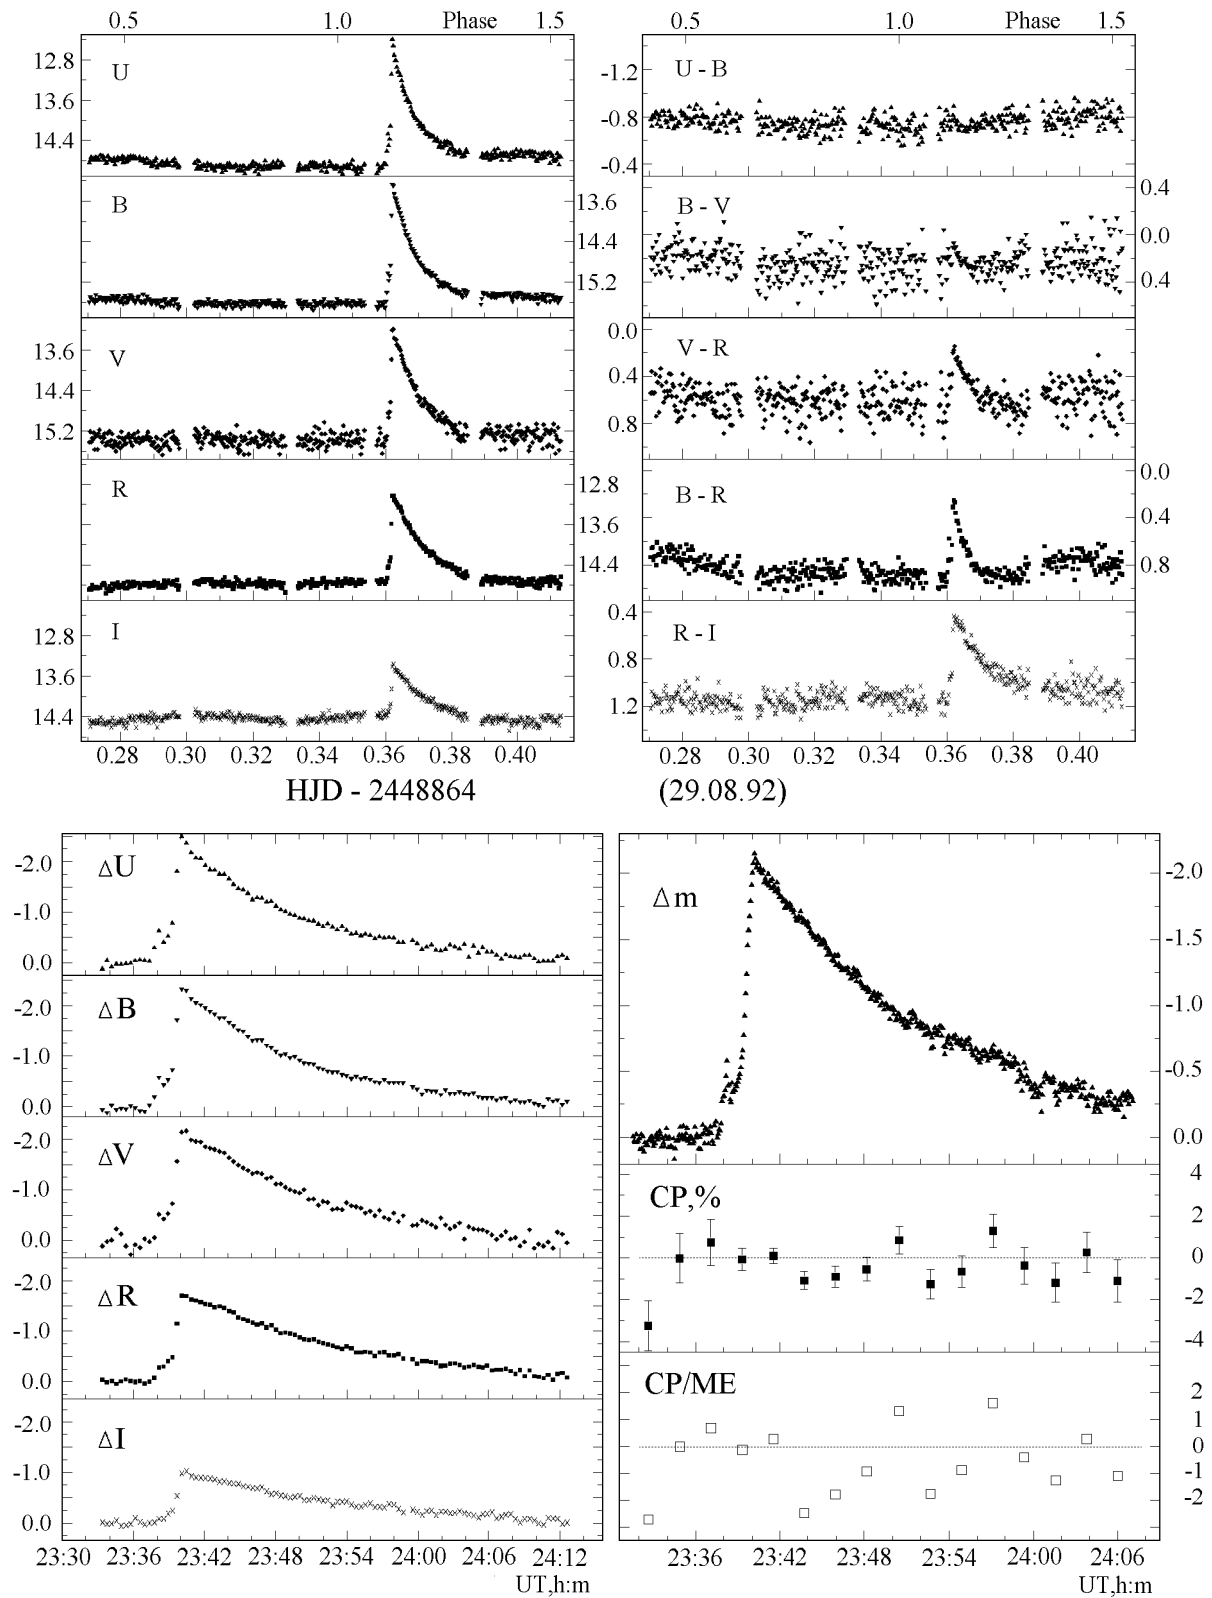 0.5 1.0 Phase 1.5
0.5 1.0 Phase 1.5
12.8
13.6
14.4
U
B
13.6
14.4
15.2
13.6
14.4
15.2
V
R
12.8
13.6
14.4
12.8
13.6
14.4
I
0.28 0.30 0.32 0.34 0.36 0.38 0.40
-1.2
-0.8
-0.4
U - B
B - V
0.4
0.0
0.4
0.0
0.4
0.8
V - R
B - R
0.0
0.4
0.8
0.4
0.8
1.2
R - I
0.28 0.30 0.32 0.34 0.36 0.38 0.40
HJD - 2448864 (29.08.92)
-2.0
-1.0
0.0
ΔU
-2.0
-1.0
0.0
ΔB
-2.0
-1.0
0.0
ΔV
-2.0
-1.0
0.0
ΔR
-2.0
-1.0
0.0
ΔI
23:30 23:36 23:42 23:48 23:54 24:00 24:06 24:12
UT,h:m
Δm
-2.0
-1.5
-1.0
-0.5
0.0
CP,%
4
2
0
-2
-4
CP/ME
2
1
0
-1
-2
23:36 23:42 23:48 23:54 24:00 24:06
UT,h:m